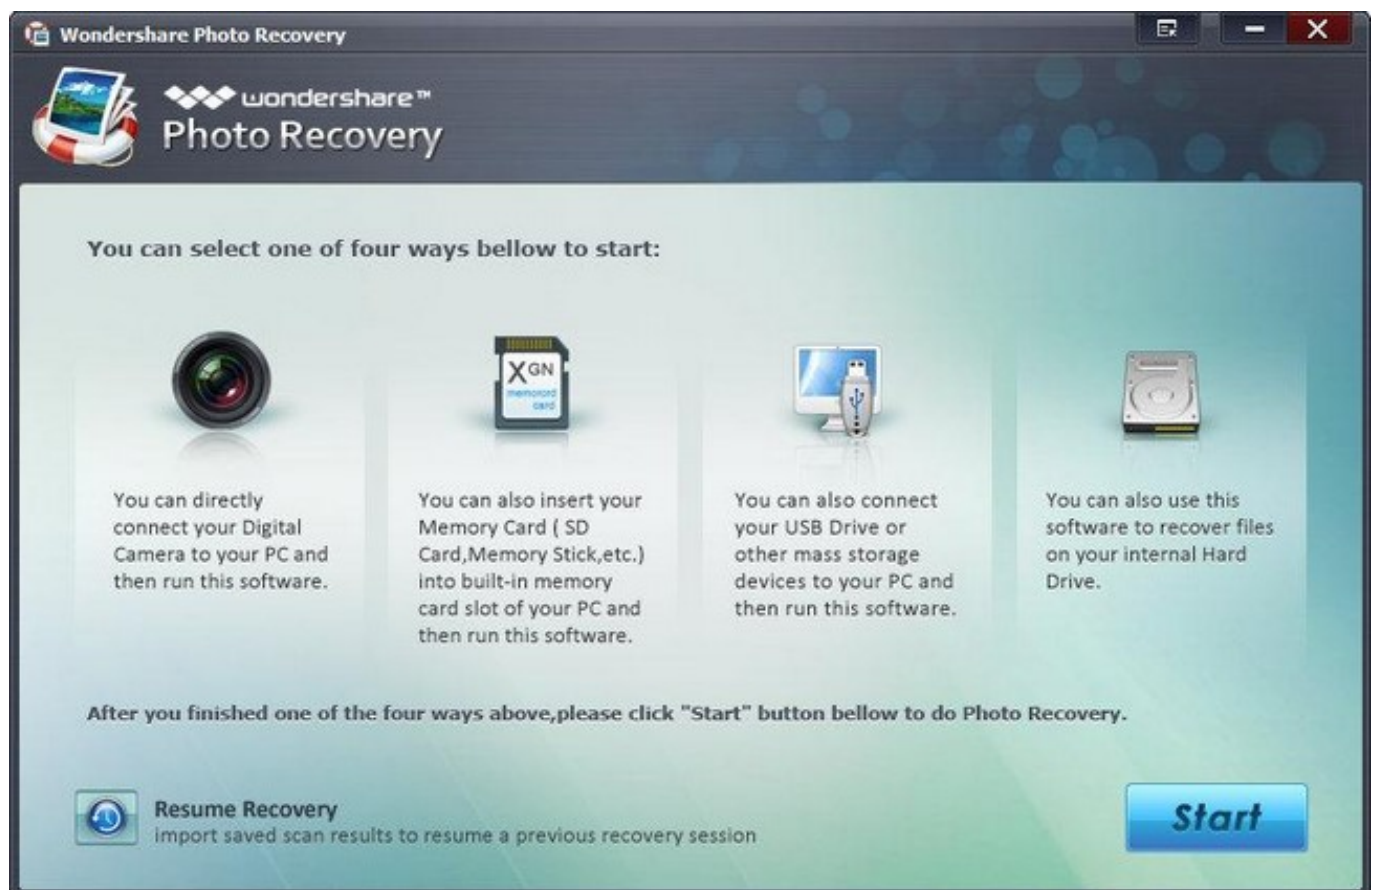 Wondershare Photo Recovery
wondershare™
Photo Recovery
You can select one of four ways bellow to start:
XGN
memorord
card
You can directly
connect your Digital
Camera to your PC and
then run this software.
You can also insert your
Memory Card ( SD
Card,Memory Stick,etc.)
into built-in memory
card slot of your PC and
then run this software.
You can also connect
your USB Drive or
other mass storage
devices to your PC and
then run this software.
You can also use this
software to recover files
on your internal Hard
Drive.
After you finished one of the four ways above,please click "Start" button bellow to do Photo Recovery.
Resume Recovery
import saved scan results to resume a previous recovery session
Start